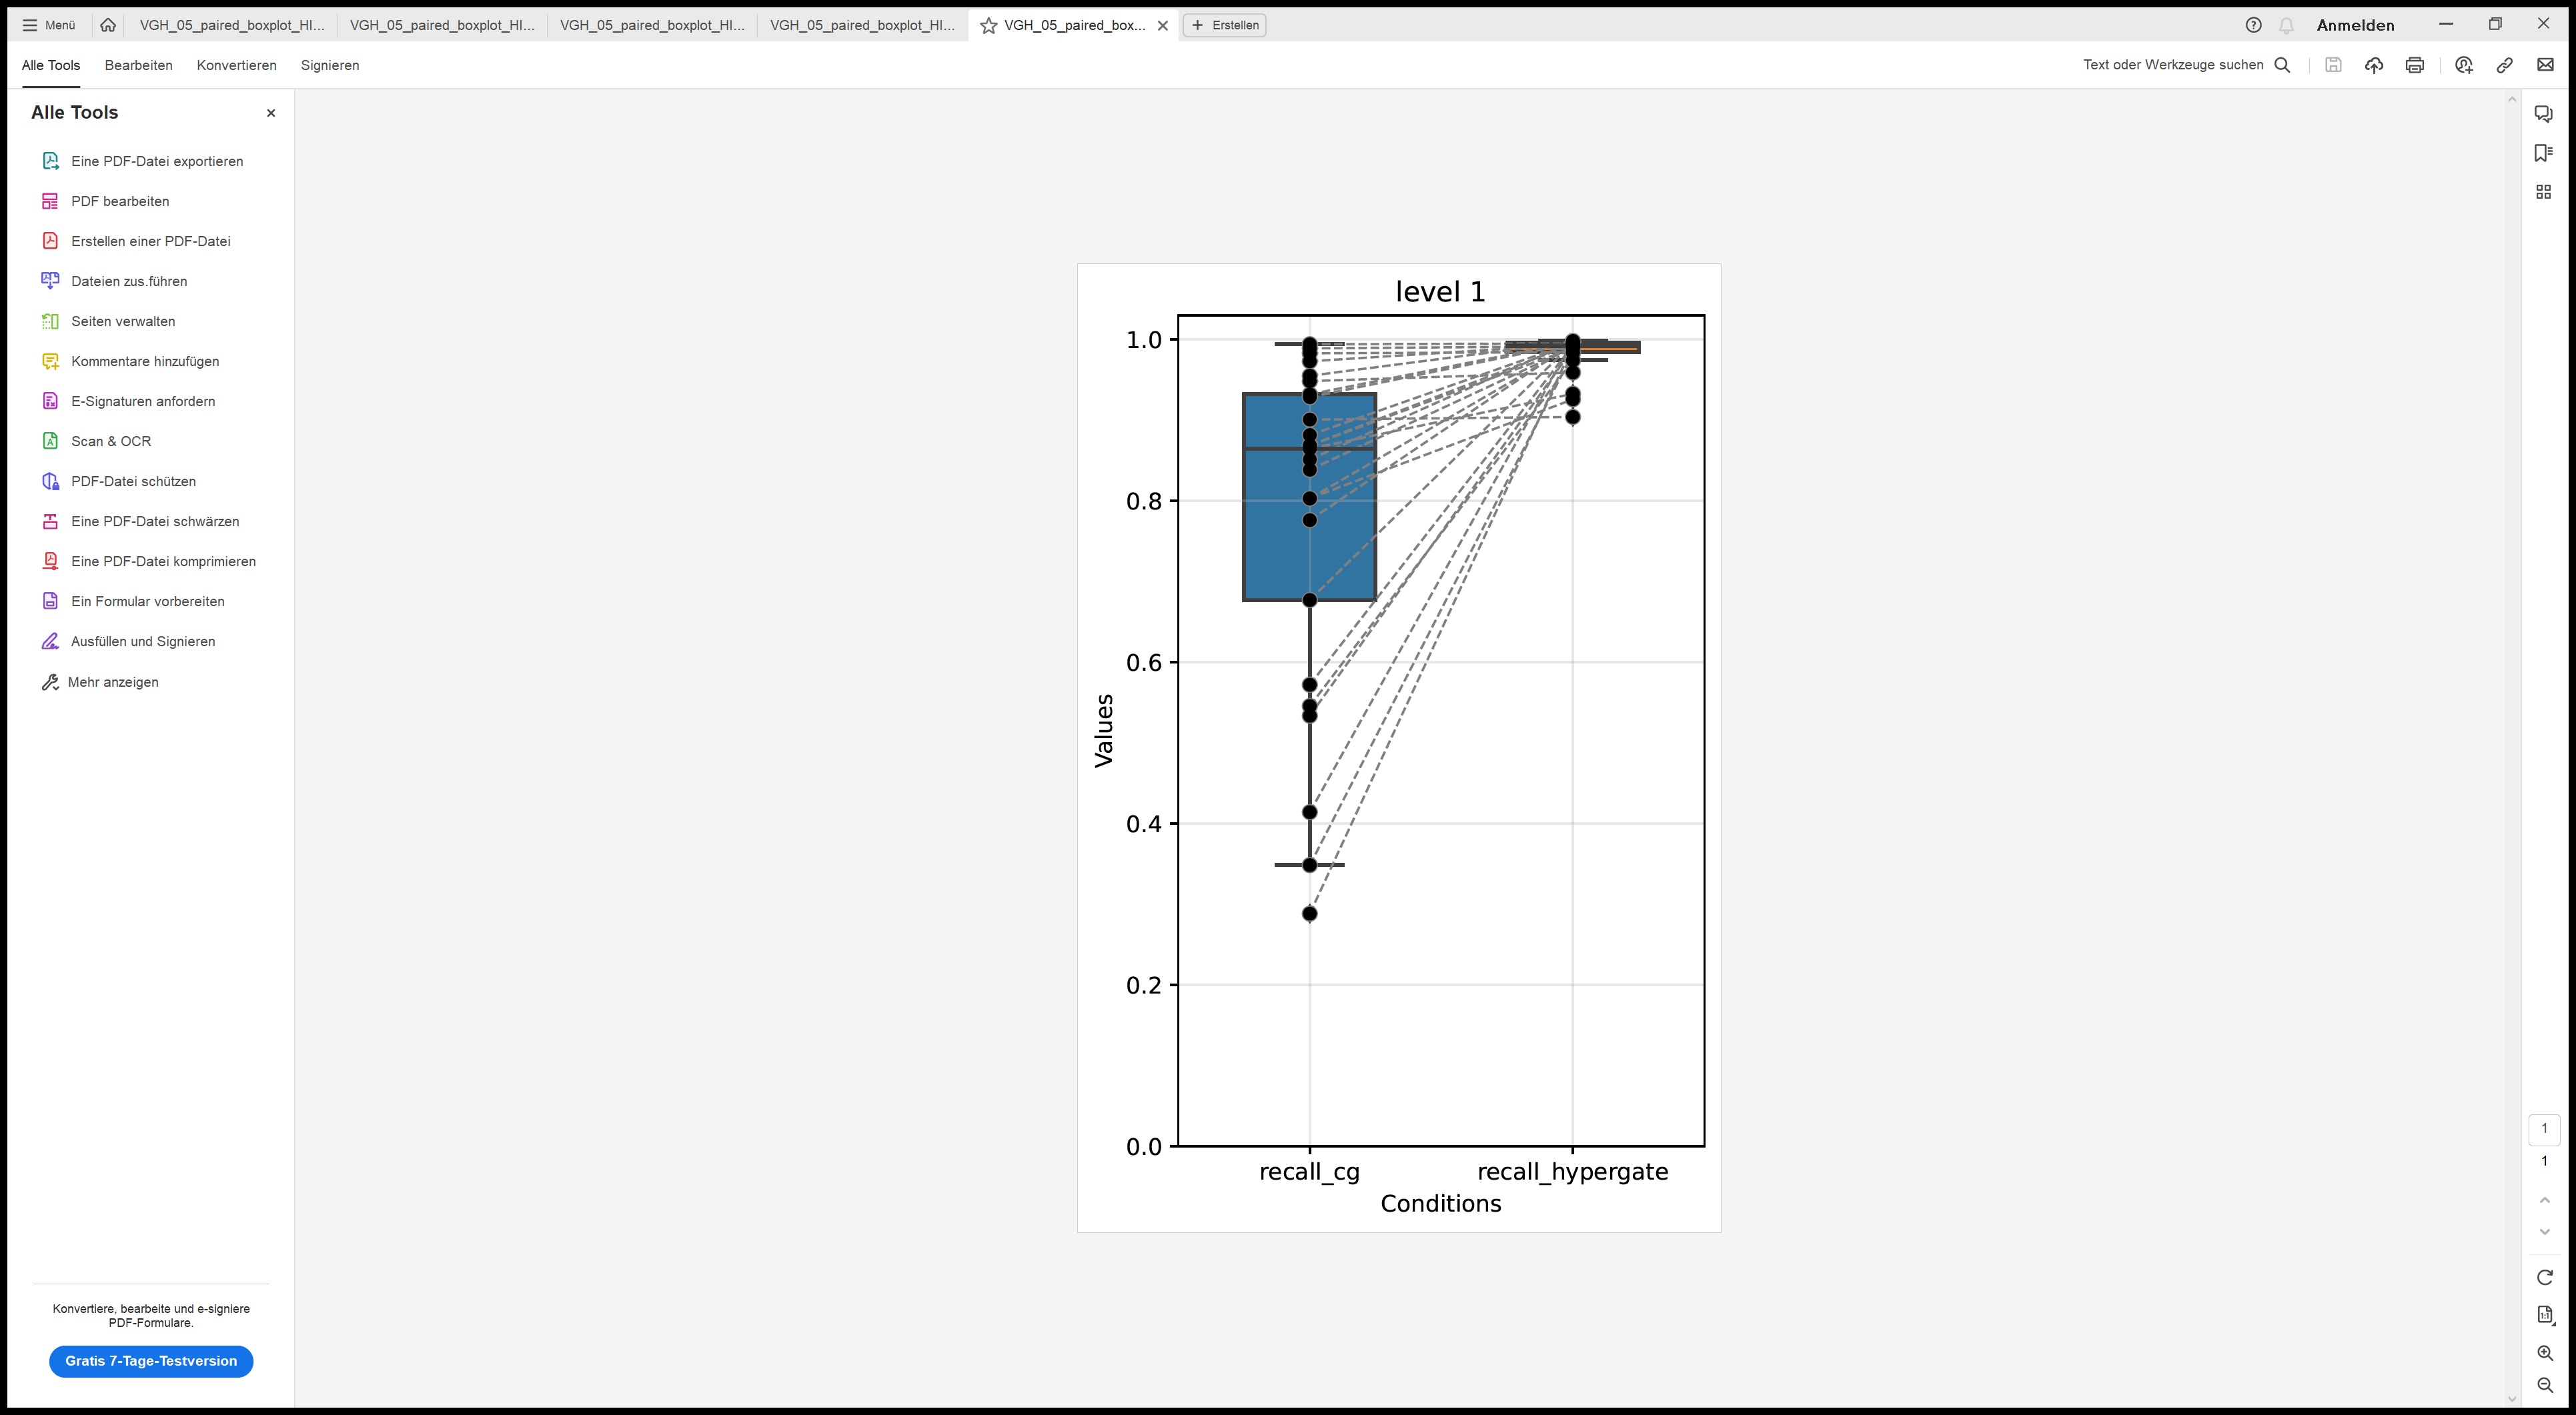 Menü
VGH_05_paired_boxplot_HI...
VGH_05_paired_boxplot_HI...
VGH_05_paired_boxplot_HI...
VGH_05_paired_boxplot_HI...
VGH_05_paired_box...
Erstellen
Anmelden
Alle Tools
Bearbeiten
Konvertieren
Signieren
Text oder Werkzeuge suchen
Alle Tools
Eine PDF-Datei exportieren
PDF bearbeiten
Erstellen einer PDF-Datei
Dateien zus.führen
Seiten verwalten
Kommentare hinzufügen
E-Signaturen anfordern
Scan & OCR
PDF-Datei schützen
Eine PDF-Datei schwärzen
Eine PDF-Datei komprimieren
Ein Formular vorbereiten
Ausfüllen und Signieren
Mehr anzeigen
Konvertiere, bearbeite und e-signiere
PDF-Formulare.
Gratis 7-Tage-Testversion
level 1
1.0
0.8
0.6
0.4
0.2
0.0
Values
recall_cg
recall_hypergate
Conditions
1
1
1:1